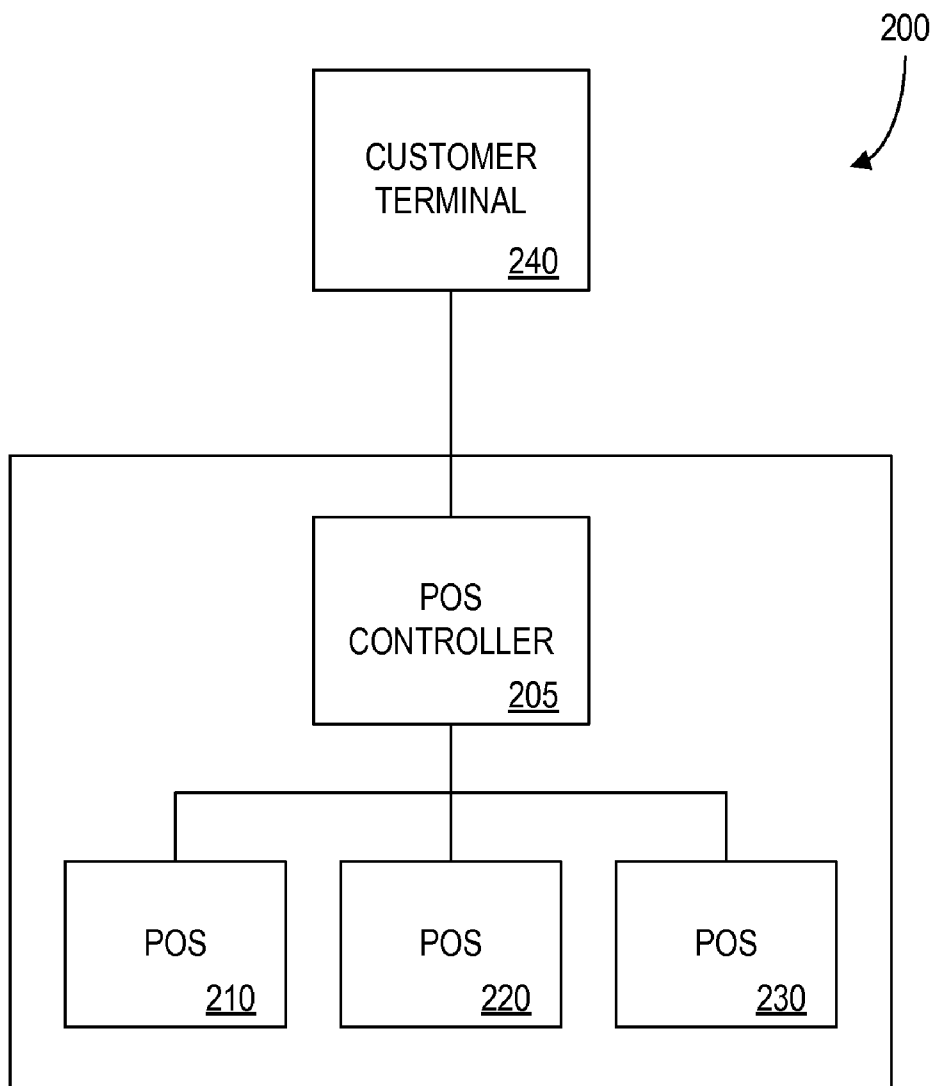 200
CUSTOMER
TERMINAL
240
POS
CONTROLLER
205
POS
210
POS
220
POS
230